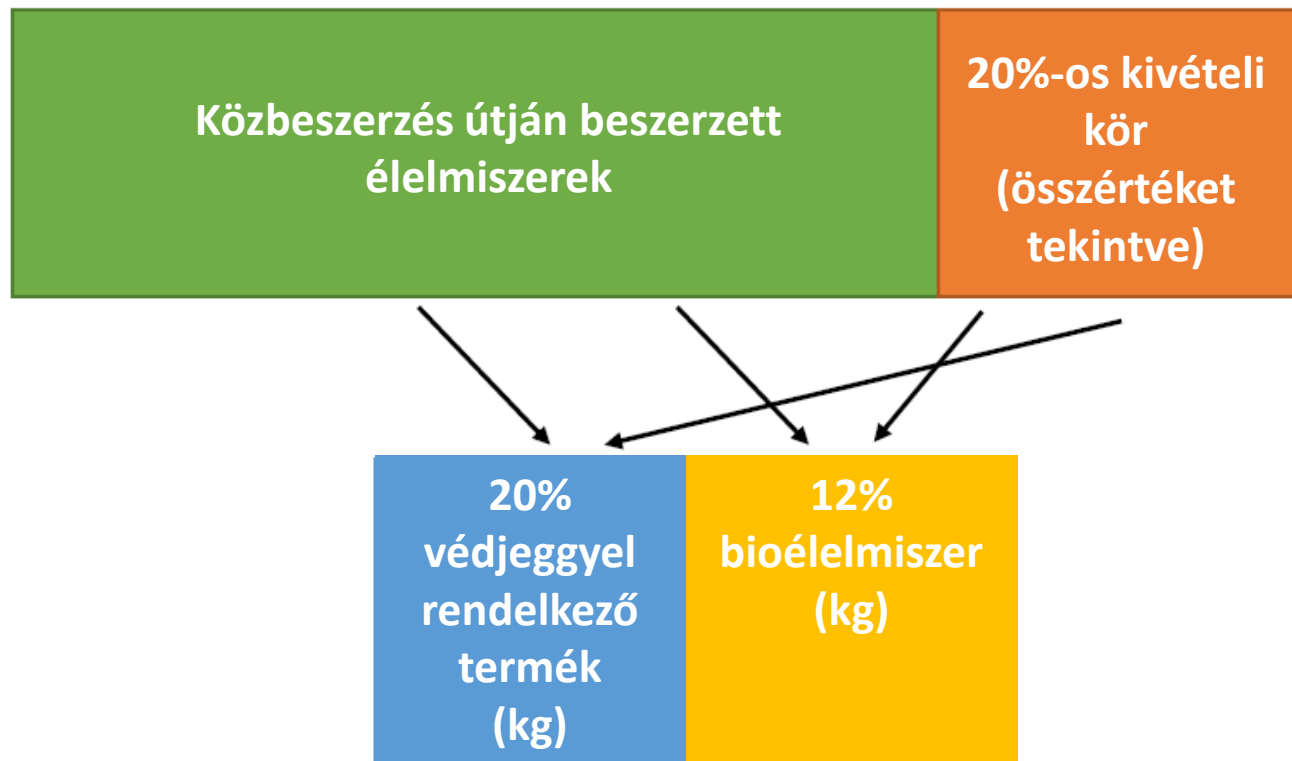 Közbeszerzés útján beszerzett
élelmiszerek
20%-os kivételi
kör
(összértéket
tekintve)
20%
védjeggyel
rendelkező
termék
(kg)
12%
bioélelmiszer
(kg)